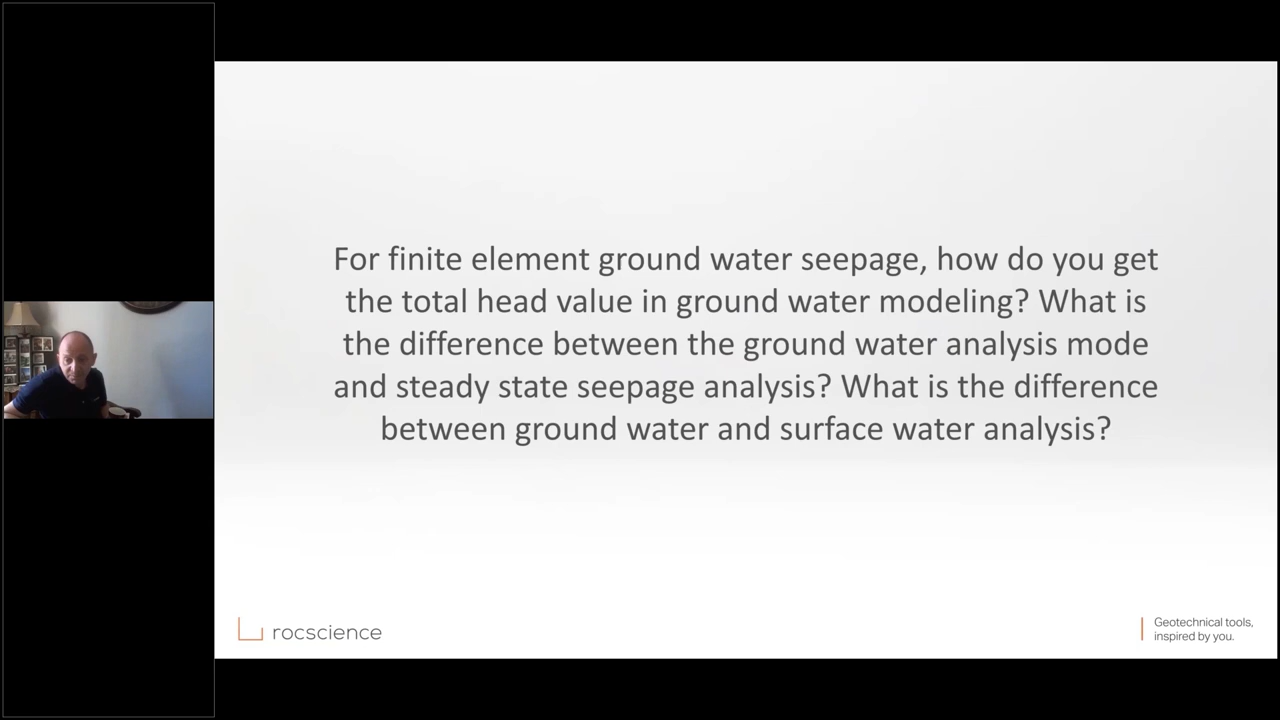 For finite element ground water seepage, how do you get
the total head value in ground water modeling? What is
the difference between the ground water analysis mode
and steady state seepage analysis? What is the difference
between ground water and surface water analysis?
rocscience
Geotechnical tools,
inspired by you.